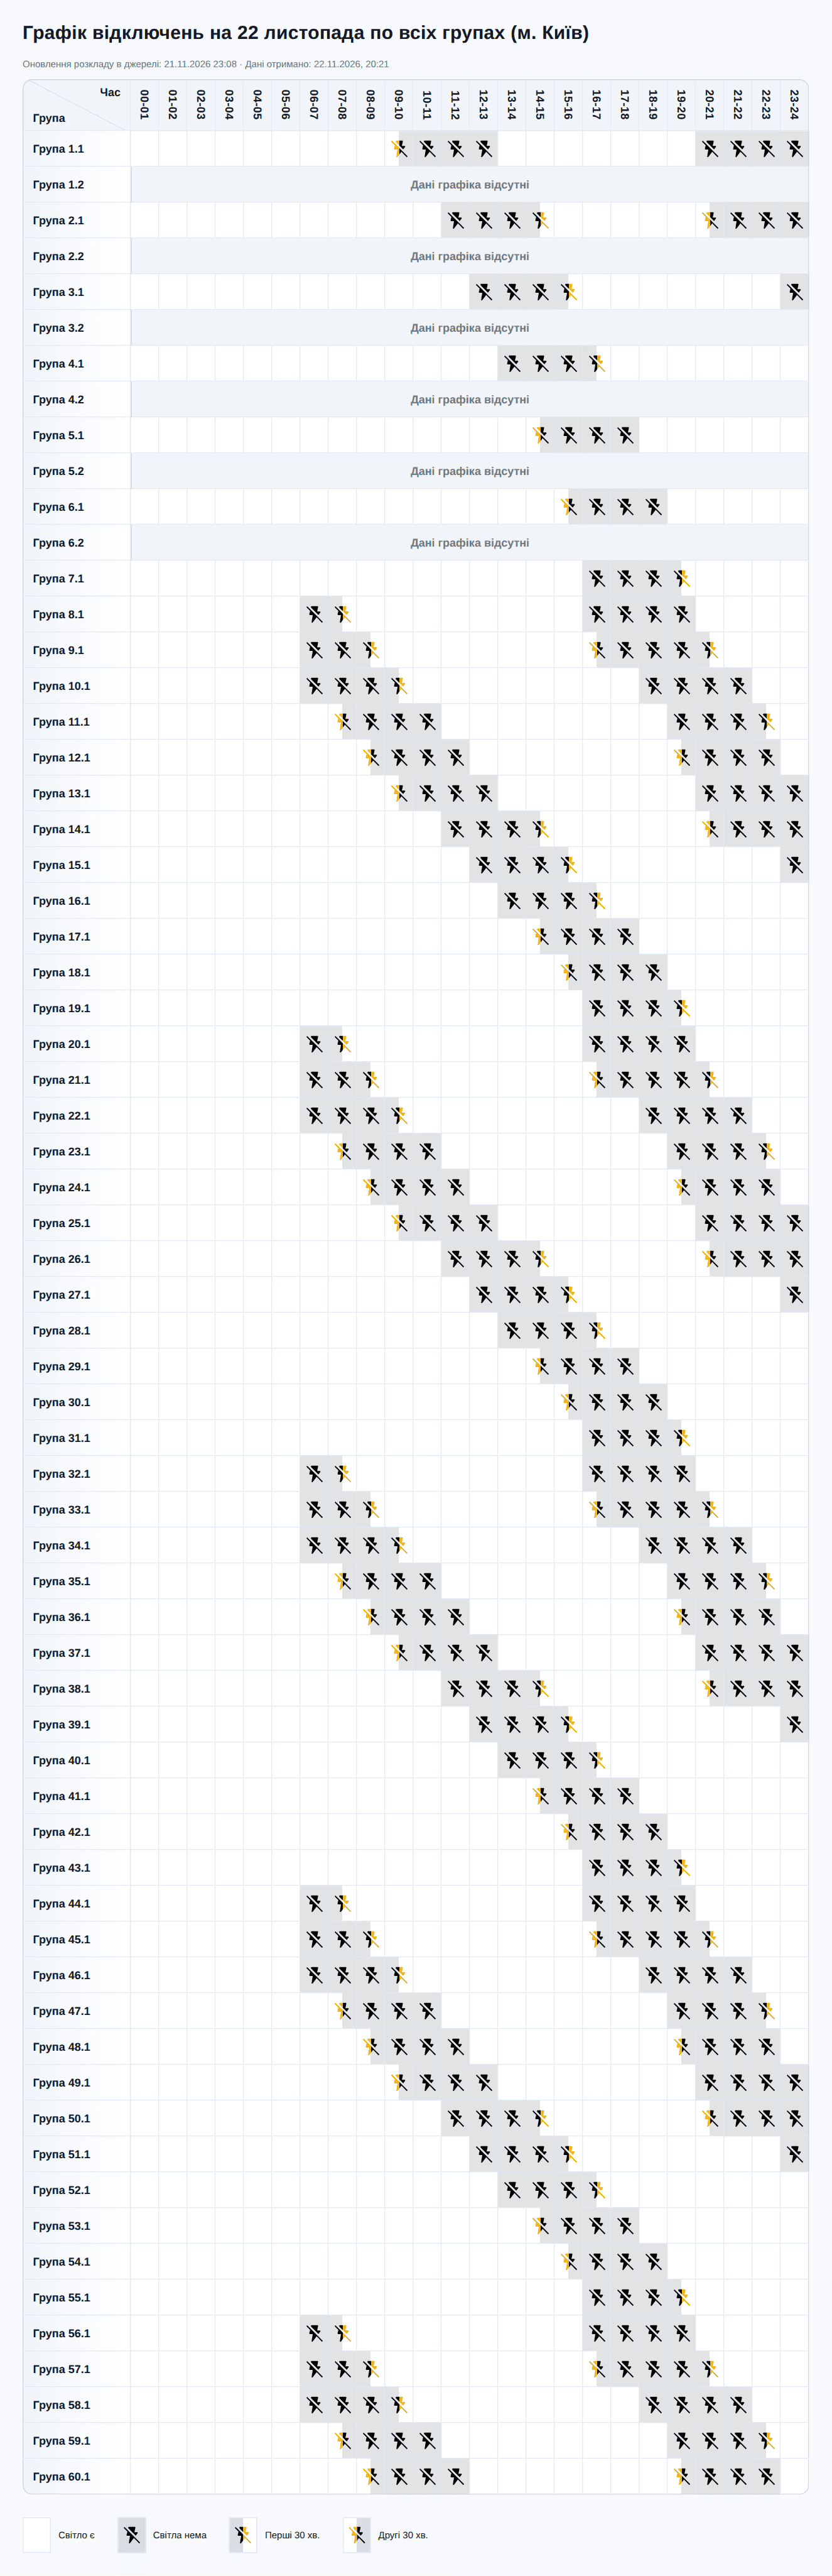 Графік відключень на 22 листопада по всіх групах (м. Київ)
Оновлення розкладу в джерелі: 21.11.2026 23:08 · Дані отримано: 22.11.2026, 20:21
Час
Група
00-01 01-02 02-03 03-04 04-05 05-06 06-07 07-08 08-09 09-10 10-11 11-12 12-13 13-14 14-15 15-16 16-17 17-18 18-19 19-20 20-21 21-22 22-23 23-24
Група 1.1
Група 1.2 Дані графіка відсутні
Група 2.1
Група 2.2 Дані графіка відсутні
Група 3.1
Група 3.2 Дані графіка відсутні
Група 4.1
Група 4.2 Дані графіка відсутні
Група 5.1
Група 5.2 Дані графіка відсутні
Група 6.1
Група 6.2 Дані графіка відсутні
Група 7.1
Група 8.1
Група 9.1
Група 10.1
Група 11.1
Група 12.1
Група 13.1
Група 14.1
Група 15.1
Група 16.1
Група 17.1
Група 18.1
Група 19.1
Група 20.1
Група 21.1
Група 22.1
Група 23.1
Група 24.1
Група 25.1
Група 26.1
Група 27.1
Група 28.1
Група 29.1
Група 30.1
Група 31.1
Група 32.1
Група 33.1
Група 34.1
Група 35.1
Група 36.1
Група 37.1
Група 38.1
Група 39.1
Група 40.1
Група 41.1
Група 42.1
Група 43.1
Група 44.1
Група 45.1
Група 46.1
Група 47.1
Група 48.1
Група 49.1
Група 50.1
Група 51.1
Група 52.1
Група 53.1
Група 54.1
Група 55.1
Група 56.1
Група 57.1
Група 58.1
Група 59.1
Група 60.1
Світло є Світла нема Перші 30 хв. Другі 30 хв.